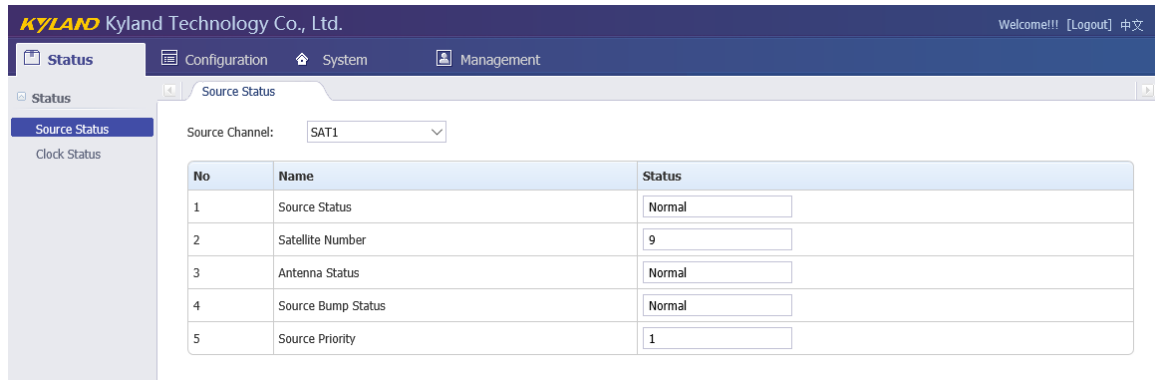 KYLAND Kyland Technology Co., Ltd. Welcome!!! [Logout] 中文
Status Configuration System Management
Status Source Status
Source Status Source Channel: SAT1
Clock Status
No Name Status
1 Source Status Normal
2 Satellite Number 9
3 Antenna Status Normal
4 Source Bump Status Normal
5 Source Priority 1